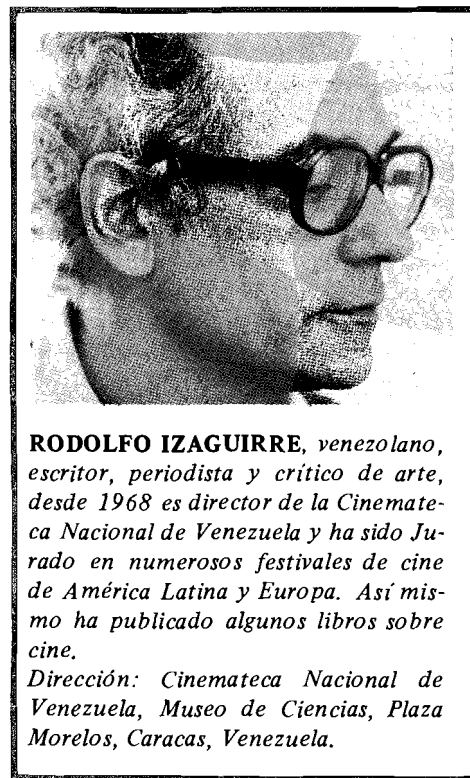 RODOLFO IZAGUIRRE, venezolano,
escritor, periodista y crítico de arte,
desde 1968 es director de la Cinemate-
ca Nacional de Venezuela y ha sido Ju-
rado en numerosos festivales de cine
de América Latina y Europa. Así mis-
mo ha publicado algunos libros sobre
cine.
Dirección: Cinemateca Nacional de
Venezuela, Museo de Ciencias, Plaza
Morelos, Caracas, Venezuela.